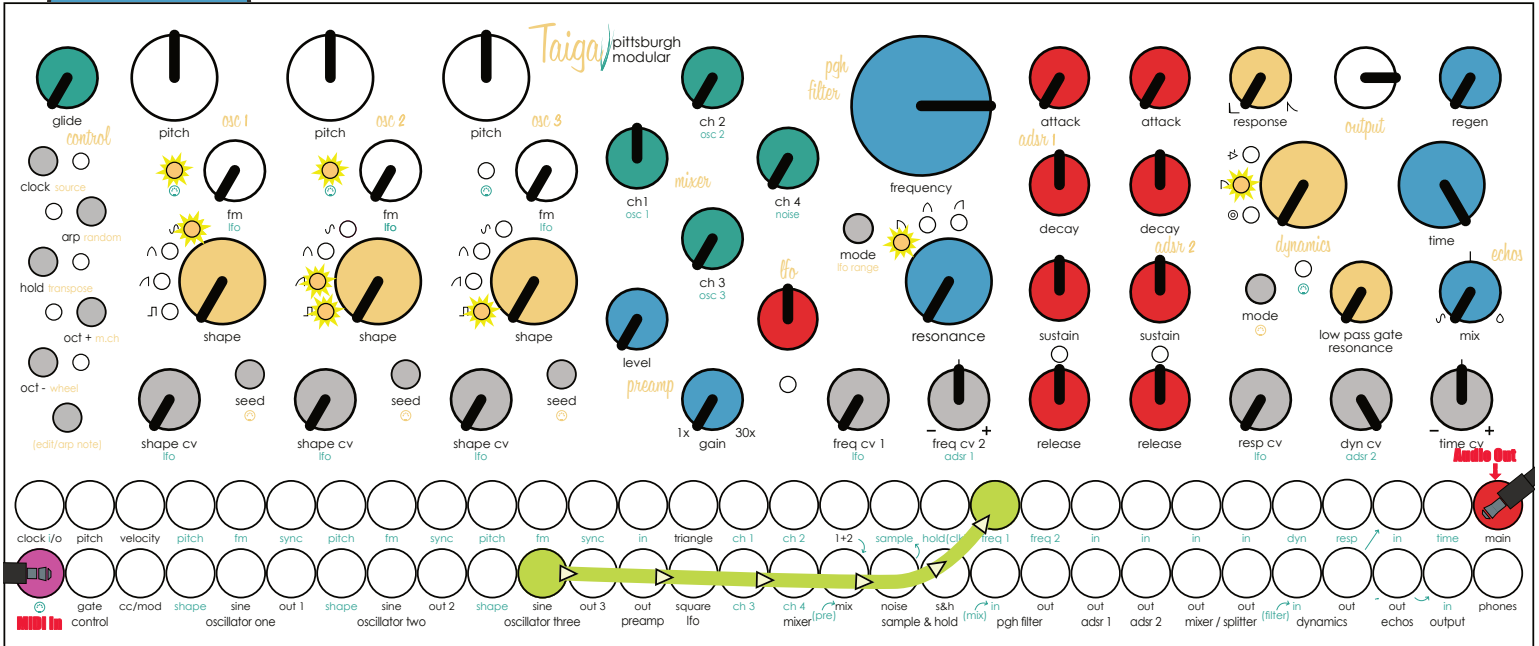 Taiga
pittsburgh
modular
glide
control
clock source
arp random
hold transpose
oct + m.ch
oct - wheel
(edit/arp note)
pitch
osc 1
fm
lfo
shape
seed
shape cv
lfo
pitch
osc 2
fm
lfo
shape
seed
shape cv
lfo
pitch
osc 3
fm
lfo
shape
seed
shape cv
lfo
ch 2
osc 2
ch1
osc 1
mixer
ch 4
noise
ch 3
osc 3
level
preamp
1x
30x
gain
lfo
pgh
filter
frequency
mode
lfo range
resonance
freq cv 1
lfo
- +
freq cv 2
adsr 1
attack
adsr 1
decay
sustain
release
attack
decay
adsr 2
sustain
release
response
output
regen
dynamics
time
echos
mode
low pass gate
resonance
mix
resp cv
lfo
dyn cv
adsr 2
- +
time cv
Audio Out
clock i/o pitch velocity pitch fm sync pitch fm sync pitch fm sync in triangle ch 1 ch 2 1+2 sample hold(clk freq 1 freq 2 in in in in dyn resp in time main
gate cc/mod shape sine out 1 shape sine out 2 shape sine out 3 out square ch 3 ch 4 mix noise s&h in out out out out out in out out in phones
MIDI In control oscillator one oscillator two oscillator three preamp lfo mixer (pre) sample & hold (mix) pgh filter adsr 1 adsr 2 mixer / splitter (filter) dynamics echos output